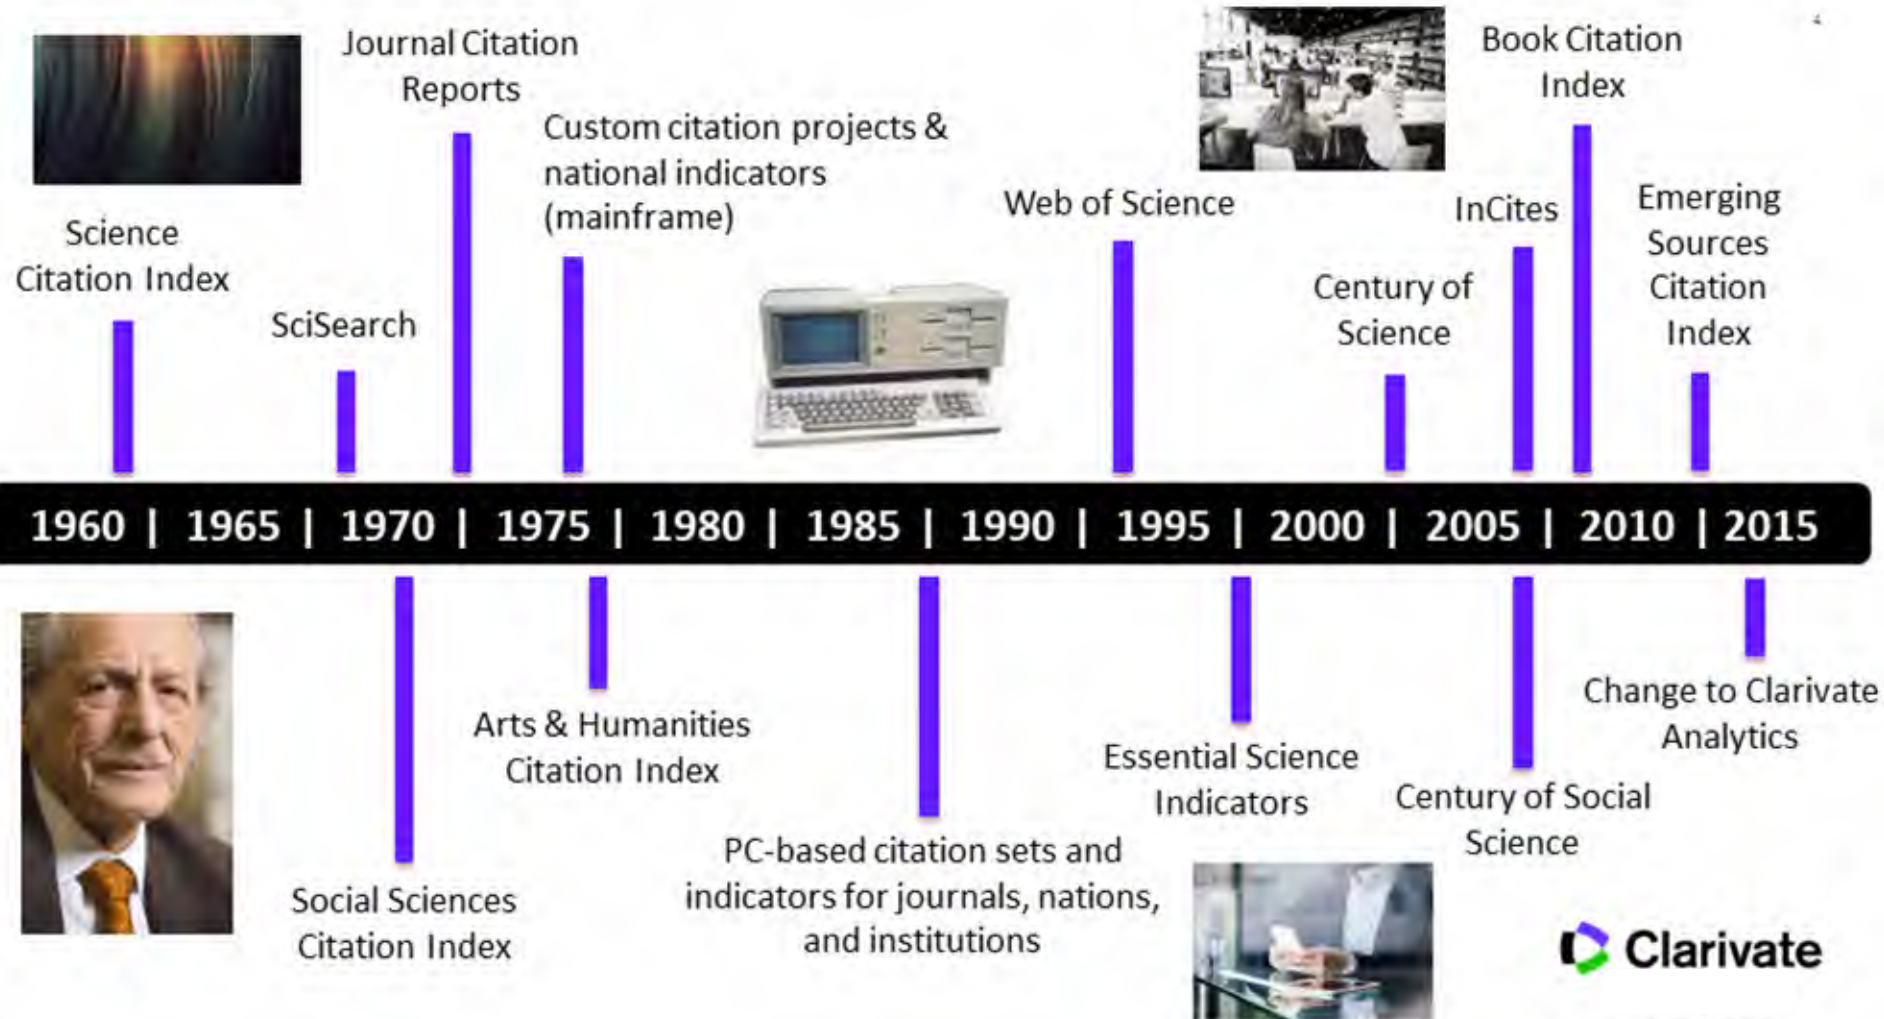 Journal Citation
Reports
Book Citation
Index
4
Custom citation projects &
national indicators
(mainframe)
Science
Citation Index
SciSearch
Web of Science
Century of
Science
InCites
Emerging
Sources
Citation
Index
1960 | 1965 | 1970 | 1975 | 1980 | 1985 | 1990 | 1995 | 2000 | 2005 | 2010 | 2015
Social Sciences
Citation Index
Arts & Humanities
Citation Index
PC-based citation sets and
indicators for journals, nations,
and institutions
Essential Science
Indicators
Century of Social
Science
Change to Clarivate
Analytics
Clarivate